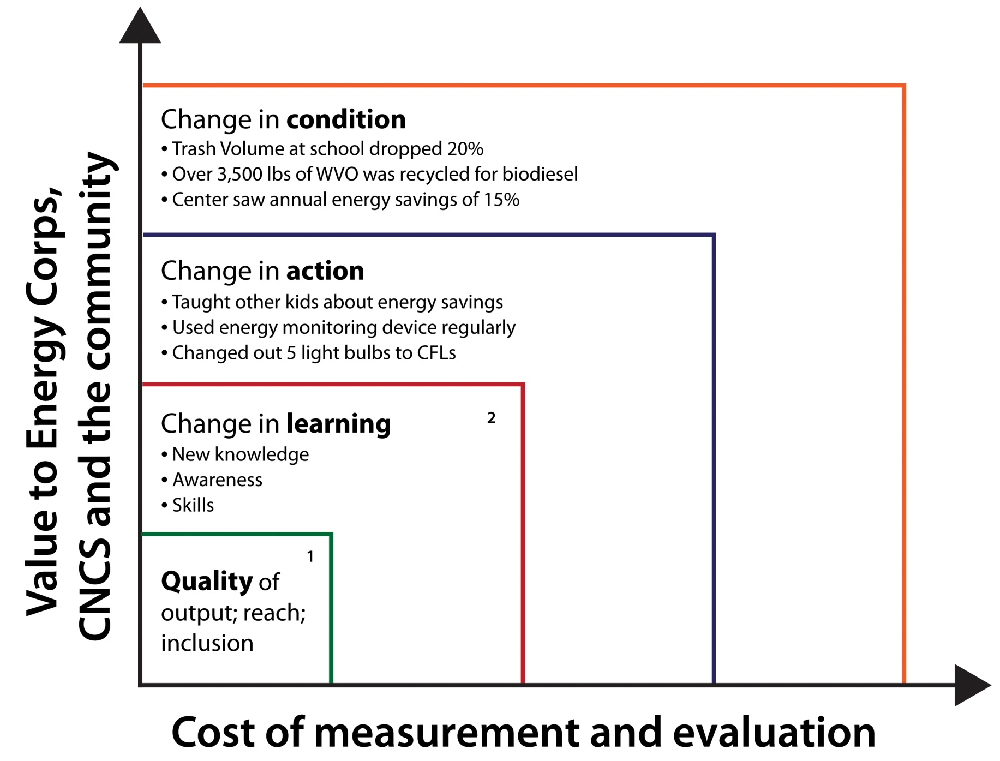 Value to Energy Corps,
CNCS and the community
Change in condition
• Trash Volume at school dropped 20%
• Over 3,500 lbs of WVO was recycled for biodiesel
• Center saw annual energy savings of 15%
Change in action
• Taught other kids about energy savings
• Used energy monitoring device regularly
• Changed out 5 light bulbs to CFLs
Change in learning
2
• New knowledge
• Awareness
• Skills
1
Quality of
output; reach;
inclusion
Cost of measurement and evaluation